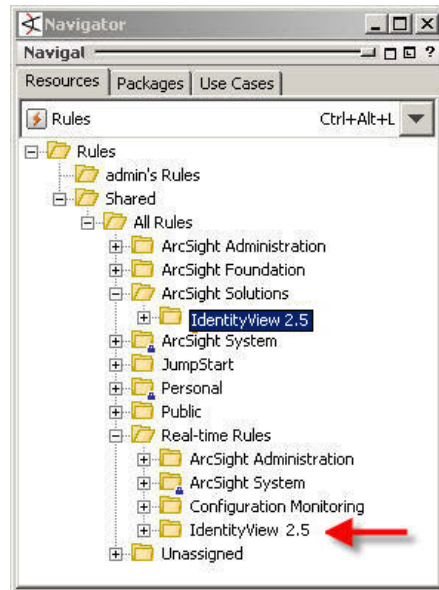 Navigator
Navigal
?
Resources Packages Use Cases
Rules Ctrl+Alt+L
Rules
admin's Rules
Shared
All Rules
ArcSight Administration
ArcSight Foundation
ArcSight Solutions
IdentityView 2.5
ArcSight System
JumpStart
Personal
Public
Real-time Rules
ArcSight Administration
ArcSight System
Configuration Monitoring
IdentityView 2.5
Unassigned